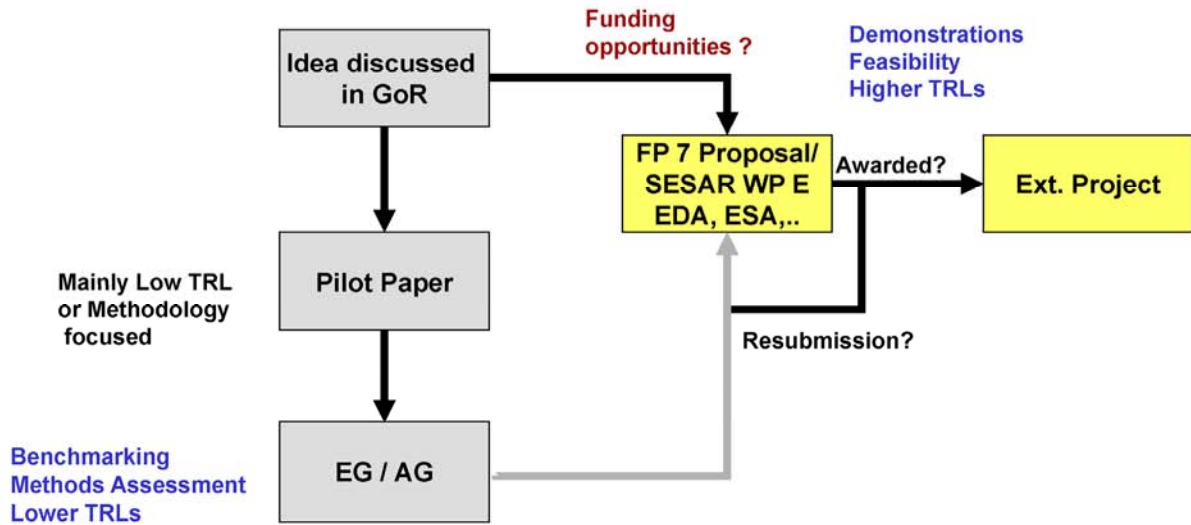 Funding
opportunities ?
Demonstrations
Feasibility
Higher TRLs
Idea discussed
in GoR
FP 7 Proposal/
SESAR WP E
EDA, ESA,..
Awarded?
Ext. Project
Mainly Low TRL
or Methodology
focused
Pilot Paper
Resubmission?
Benchmarking
Methods Assessment
Lower TRLs
EG / AG